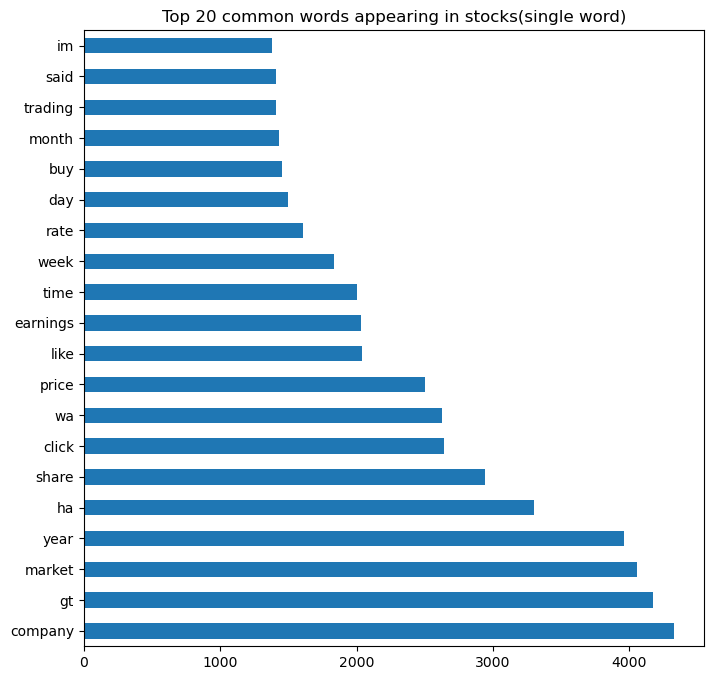 Top 20 common words appearing in stocks(single word)
im
said
trading
month
buy
day
rate
week
time
earnings
like
price
wa
click
share
ha
year
market
gt
company
0 1000 2000 3000 4000